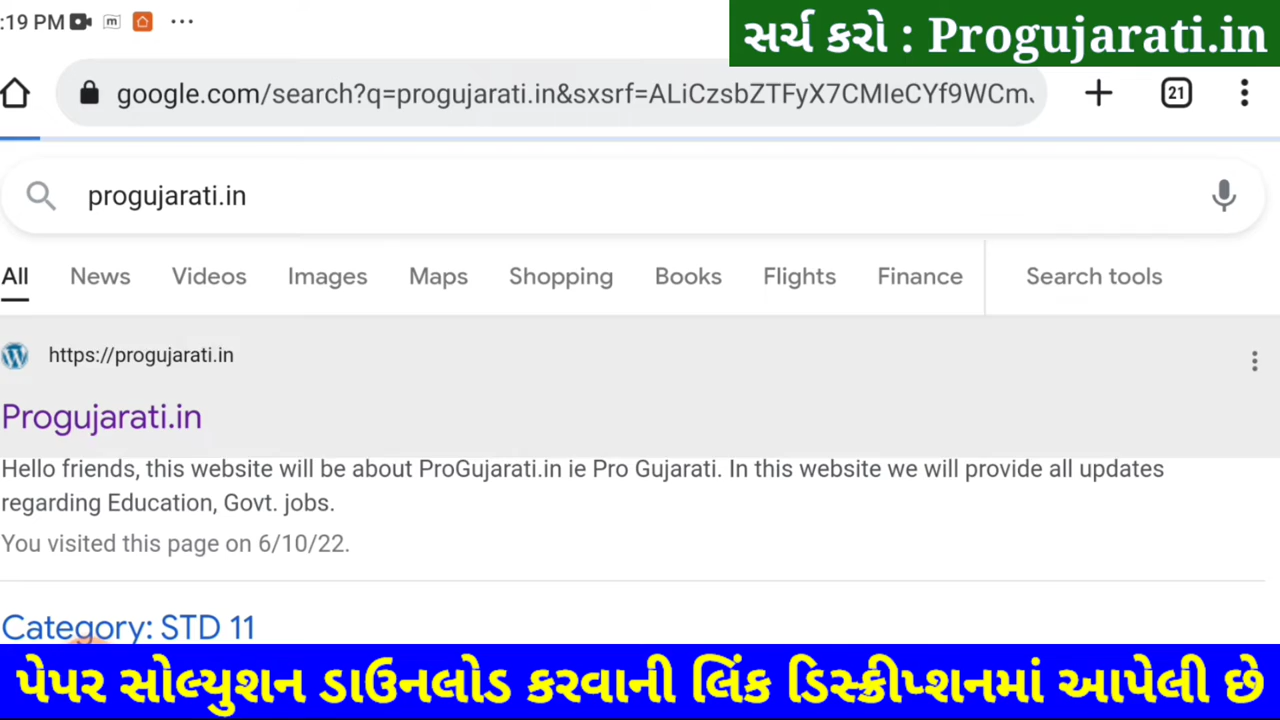 :19 PM
સર્ચ કરો : Progujarati.in
google.com/search?q=progujarati.in&sxsrf=ALiCzsbZTFyX7CMIeCYf9WCm
21
progujarati.in
All News Videos Images Maps Shopping Books Flights Finance Search tools
https://progujarati.in
Progujarati.in
Hello friends, this website will be about ProGujarati.in ie Pro Gujarati. In this website we will provide all updates
regarding Education, Govt. jobs.
You visited this page on 6/10/22.
Category: STD 11
પેપર સોલ્યુશન ડાઉનલોડ કરવાની લિંક ડિસ્ક્રીપ્શનમાં આપેલી છે